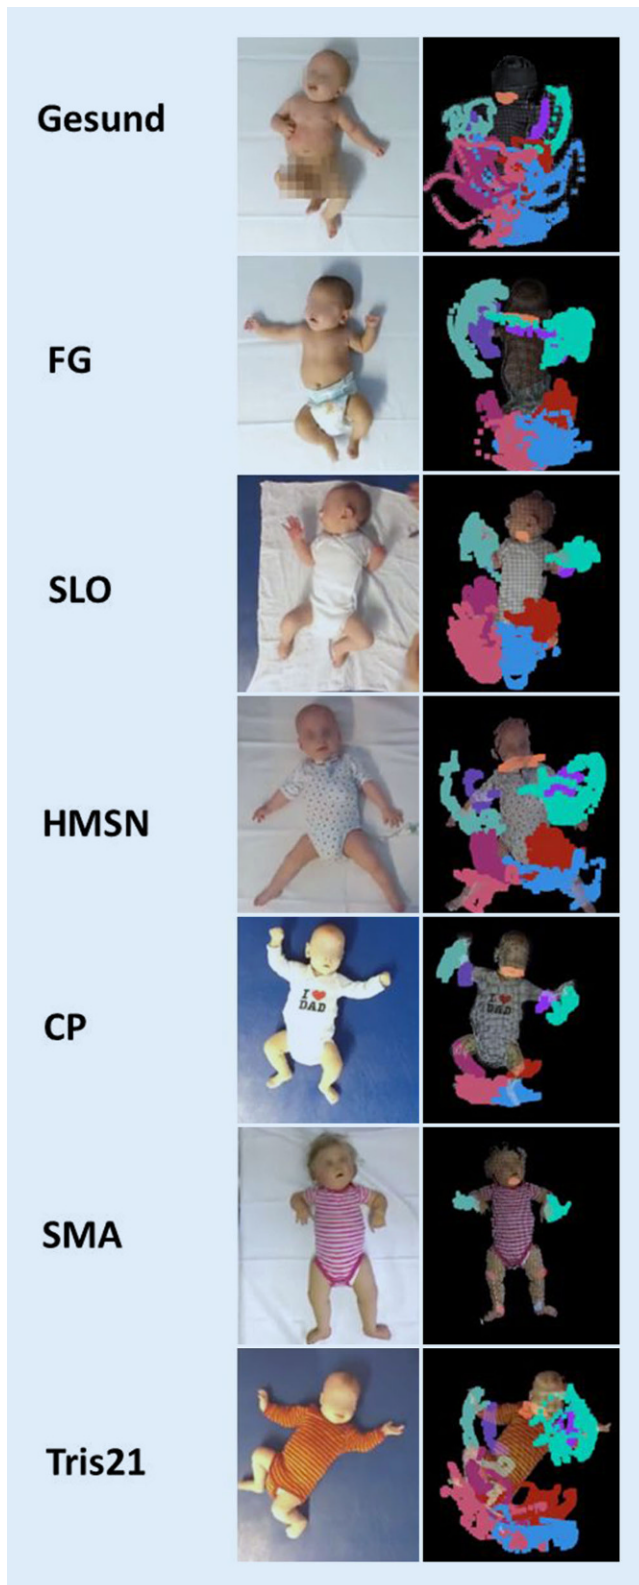 Gesund
FG
SLO
HMSN
CP
I ❤ DAD
SMA
Tris21